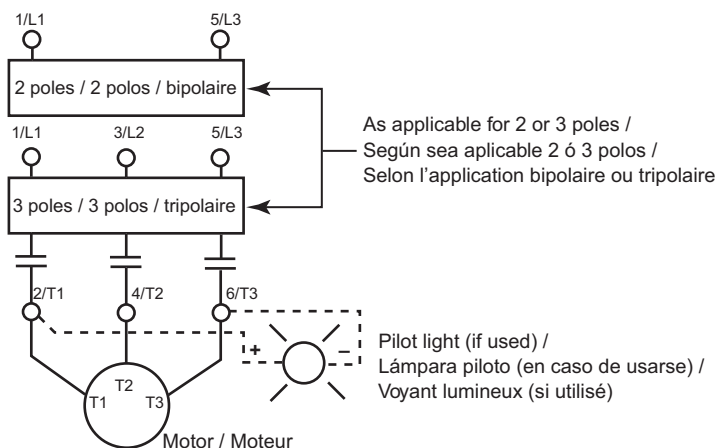 1/L1 5/L3
2 poles / 2 polos / bipolaire
1/L1 3/L2 5/L3
As applicable for 2 or 3 poles /
Según sea aplicable 2 ó 3 polos /
Selon l’application bipolaire ou tripolaire
3 poles / 3 polos / tripolaire
2/T1 4/T2 6/T3
+ –
Pilot light (if used) /
Lámpara piloto (en caso de usarse) /
Voyant lumineux (si utilisé)
T2
T1 T3
Motor / Moteur